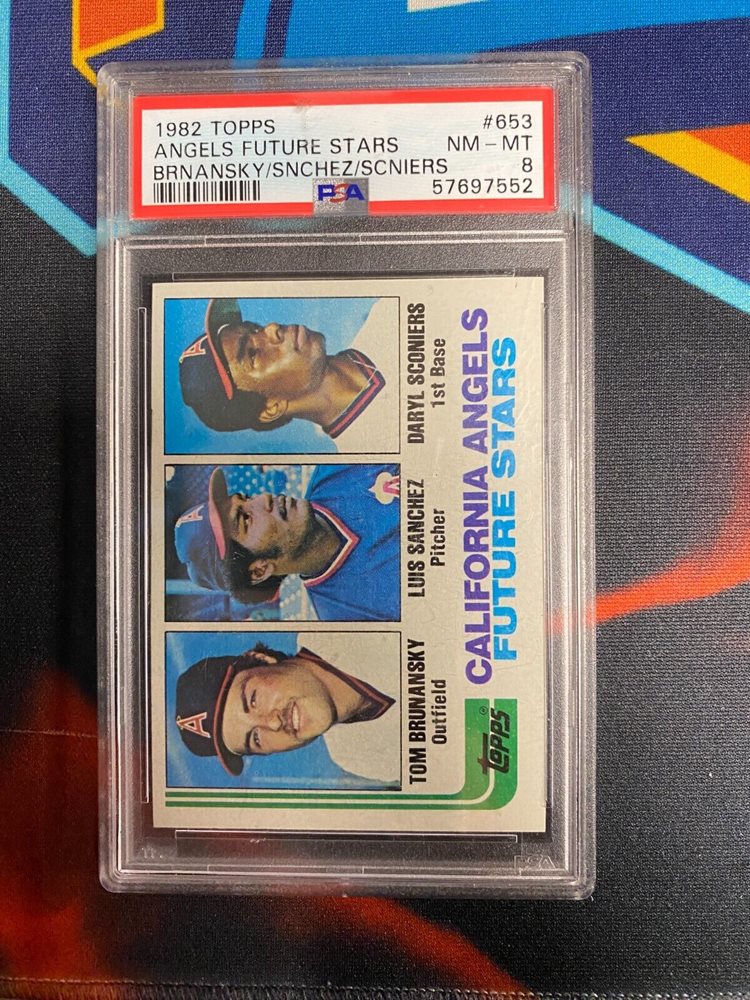 1982 TOPPS #653
ANGELS FUTURE STARS NM - MT
BRNANSKY/SNCHEZ/SCNIERS 8
PSA 57697552
A
A
A
A
TOM BRUNANSKY LUIS SANCHEZ DARYL SCONIERS
Outfield Pitcher 1st Base
TOPPS® CALIFORNIA ANGELS
FUTURE STARS
PSA